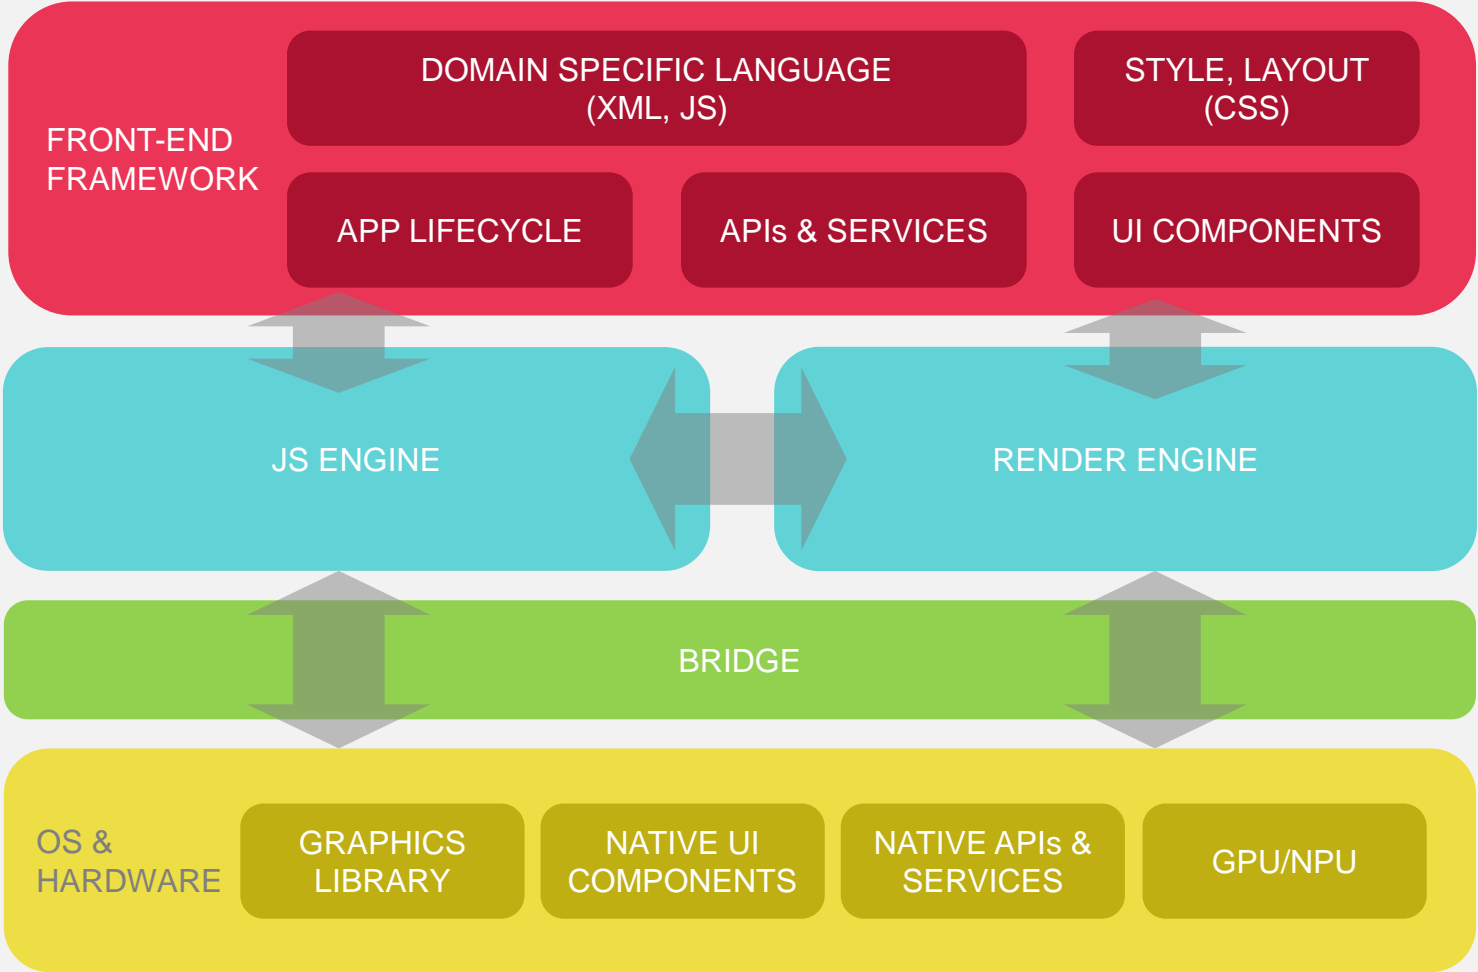 DOMAIN SPECIFIC LANGUAGE
(XML, JS)
STYLE, LAYOUT
(CSS)
FRONT-END
FRAMEWORK
APP LIFECYCLE
APIs & SERVICES
UI COMPONENTS
JS ENGINE
RENDER ENGINE
BRIDGE
OS &
HARDWARE
GRAPHICS
LIBRARY
NATIVE UI
COMPONENTS
NATIVE APIs &
SERVICES
GPU/NPU